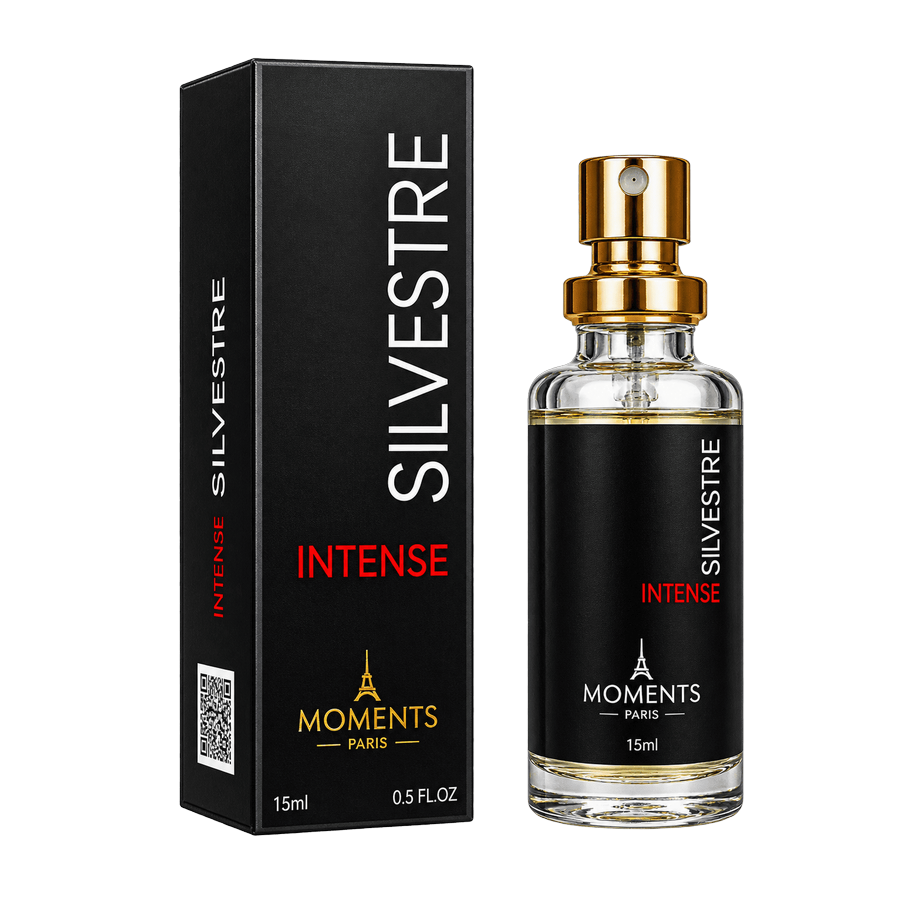 INTENSE SILVESTRE
SILVESTRE
INTENSE
MOMENTS
PARIS
15ml
0.5 FL.OZ
SILVESTRE
INTENSE
MOMENTS
PARIS
15ml